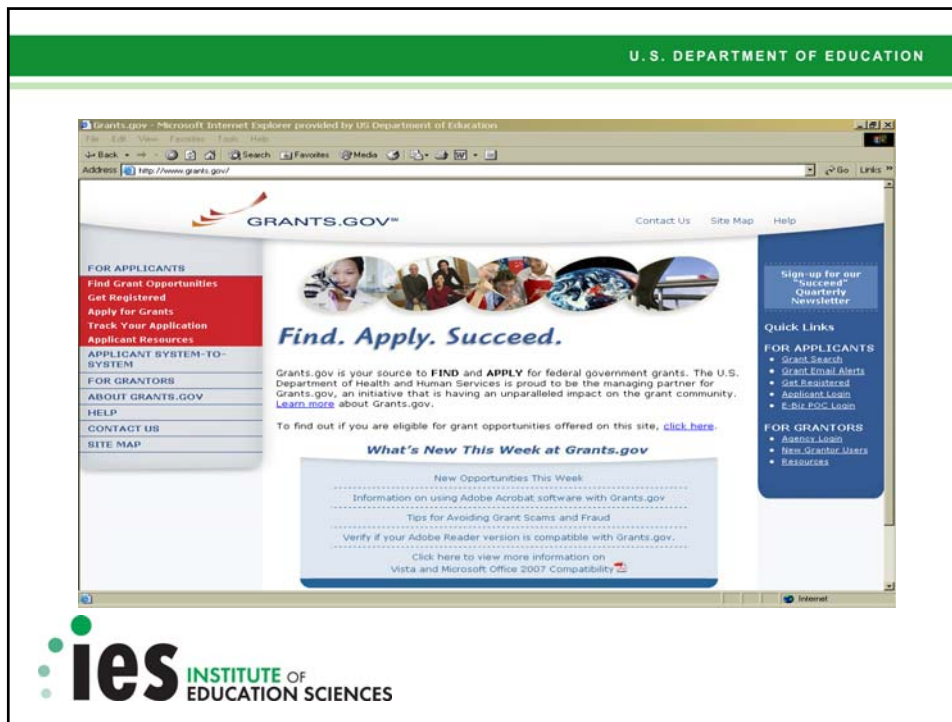 U.S. DEPARTMENT OF EDUCATION
Grants.gov - Microsoft Internet Explorer provided by US Department of Education
File Edit View Favorites Tools Help
Back Search Favorites Media
Address http://www.grants.gov/ Go Links »
GRANTS.GOV℠
Contact Us Site Map Help
FOR APPLICANTS
Find Grant Opportunities
Get Registered
Apply for Grants
Track Your Application
Applicant Resources
APPLICANT SYSTEM-TO-
SYSTEM
FOR GRANTORS
ABOUT GRANTS.GOV
HELP
CONTACT US
SITE MAP
Find. Apply. Succeed.
Grants.gov is your source to FIND and APPLY for federal government grants. The U.S.
Department of Health and Human Services is proud to be the managing partner for
Grants.gov, an initiative that is having an unparalleled impact on the grant community.
Learn more about Grants.gov.
To find out if you are eligible for grant opportunities offered on this site, click here.
What's New This Week at Grants.gov
New Opportunities This Week
Information on using Adobe Acrobat software with Grants.gov
Tips for Avoiding Grant Scams and Fraud
Verify if your Adobe Reader version is compatible with Grants.gov.
Click here to view more information on
Vista and Microsoft Office 2007 Compatibility
Sign-up for our
"Succeed"
Quarterly
Newsletter
Quick Links
FOR APPLICANTS
• Grant Search
• Grant Email Alerts
• Get Registered
• Applicant Login
• E-Biz POC Login
FOR GRANTORS
• Agency Login
• New Grantor Users
• Resources
Internet
ies INSTITUTE OF
EDUCATION SCIENCES